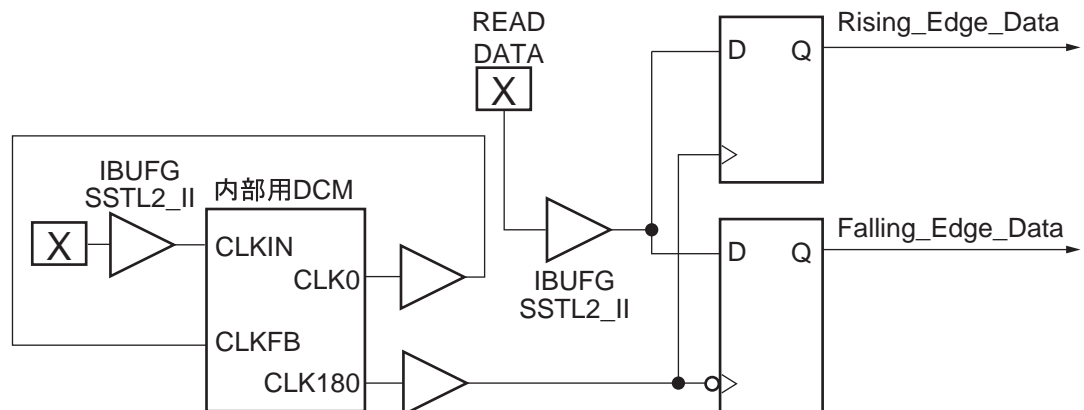 READ
DATA
X
Rising_Edge_Data
D
Q
IBUFG
SSTL2_II
内部用DCM
X
CLKIN
CLK0
CLKFB
CLK180
IBUFG
SSTL2_II
Falling_Edge_Data
D
Q